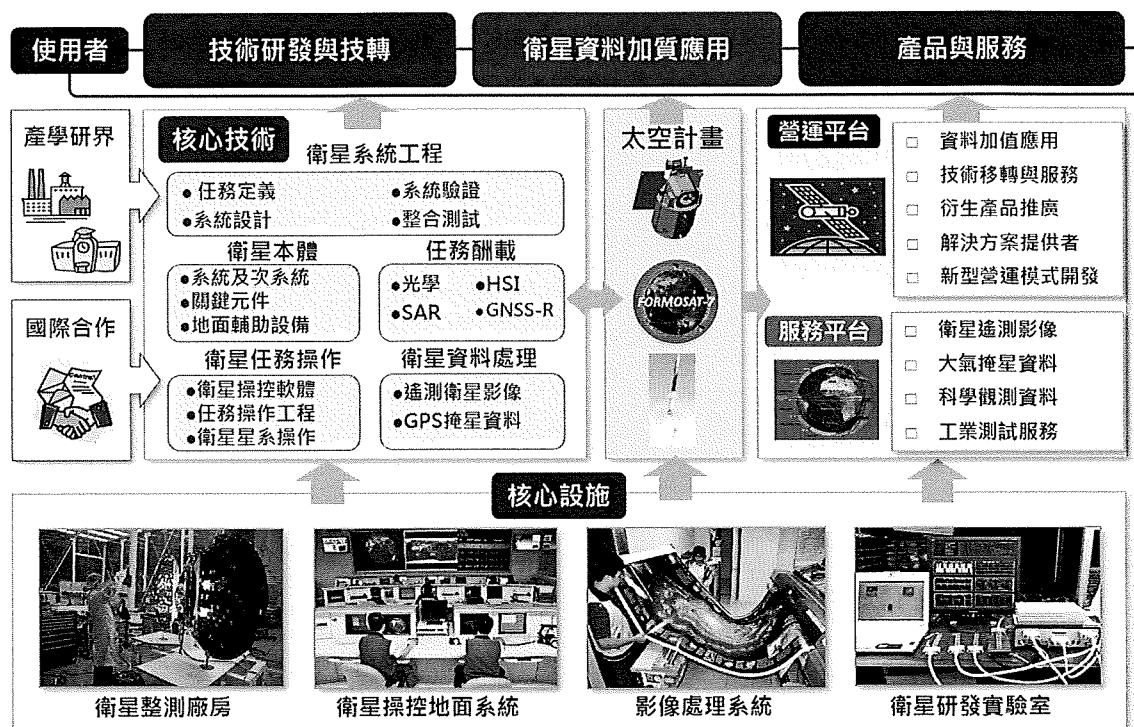 使用者
技術研發與技轉
衛星資料加質應用
產品與服務
產學研界
國際合作
核心技術
衛星系統工程
●任務定義
●系統設計
●系統驗證
●整合測試
衛星本體
●系統及次系統
●關鍵元件
●地面輔助設備
任務酬載
●光學
●SAR
●HSI
●GNSS-R
衛星任務操作
●衛星操控軟體
●任務操作工程
●衛星星系操作
衛星資料處理
●遙測衛星影像
●GPS掩星資料
太空計畫
FORMOSAT-7
營運平台
□ 資料加值應用
□ 技術移轉與服務
□ 衍生產品推廣
□ 解決方案提供者
□ 新型營運模式開發
服務平台
□ 衛星遙測影像
□ 大氣掩星資料
□ 科學觀測資料
□ 工業測試服務
核心設施
衛星整測廠房
衛星操控地面系統
影像處理系統
衛星研發實驗室